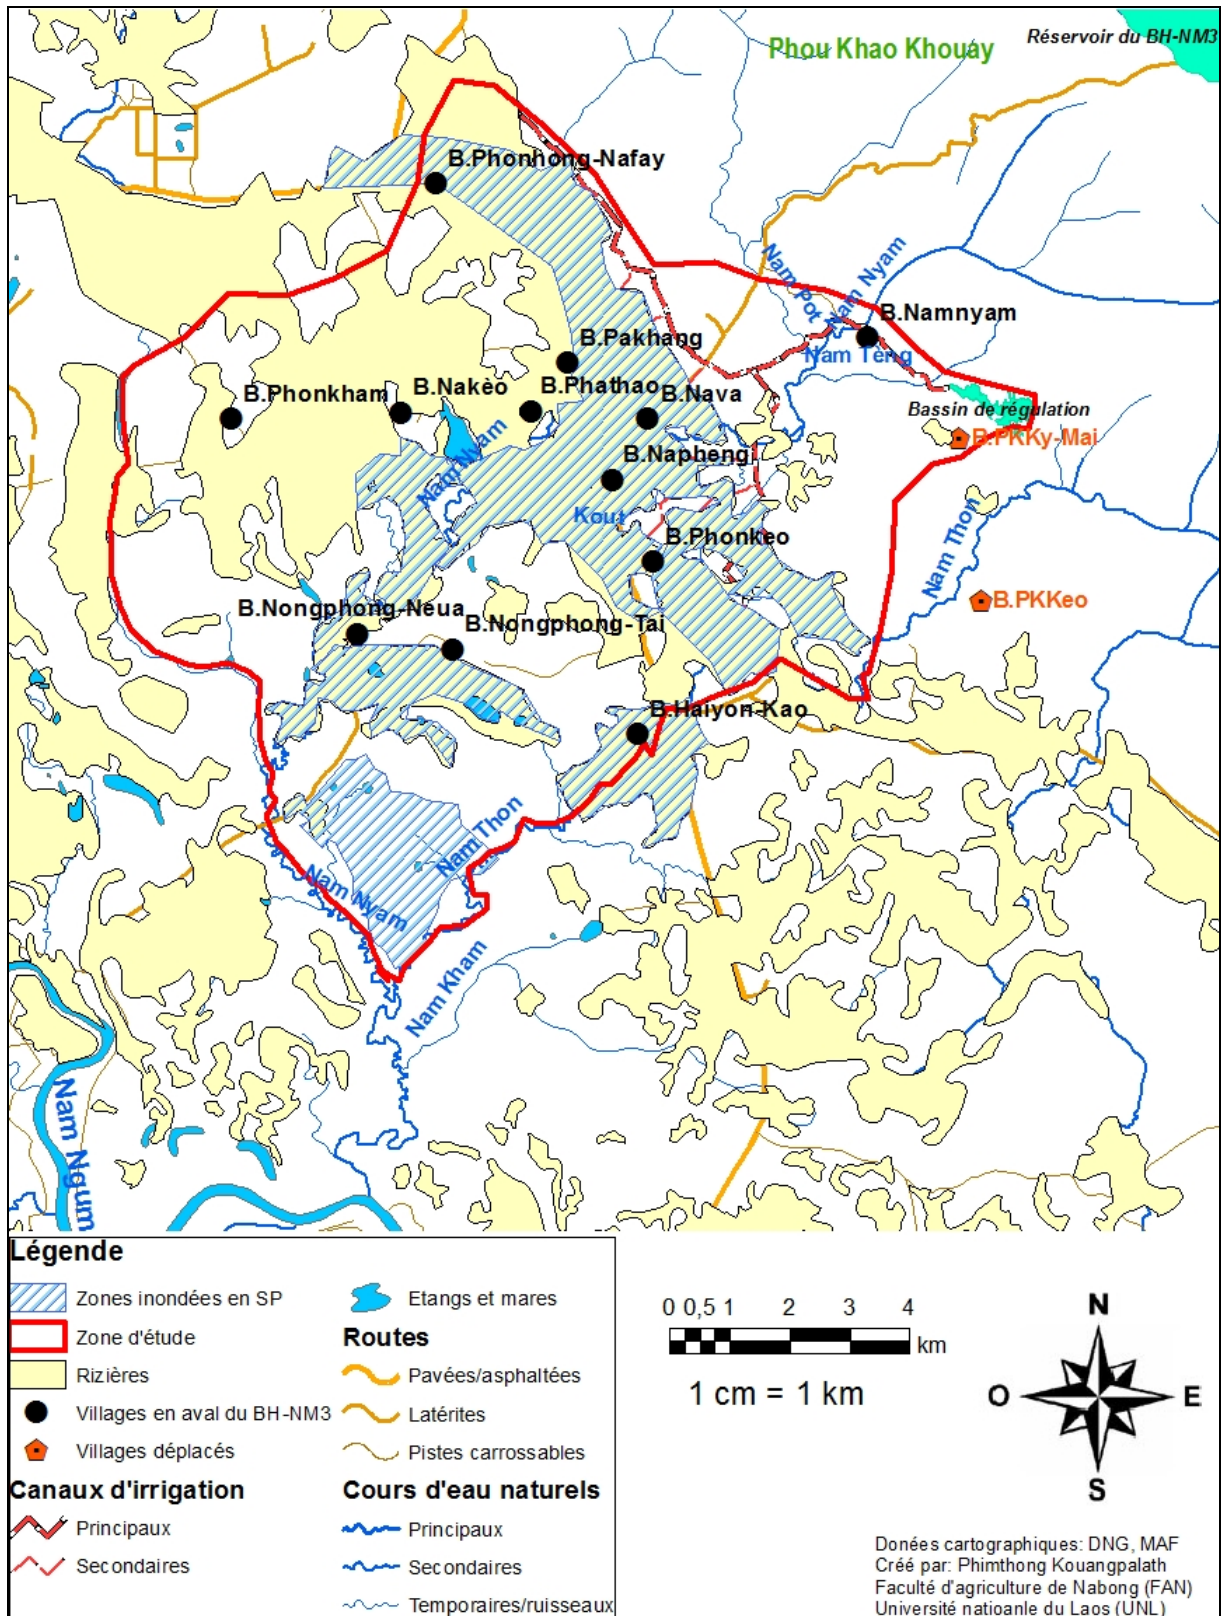 Phou Khao Khouay
Réservoir du BH-NM3
B.Phonhong-Nafay
Nam Pot
Nam Nyam
B.Namnyam
B.Pakhang
Nam Tèng
B.Phonkham
B.Nakèo
B.Phathao
B.Nava
Bassin de régulation
B.PKKy-Mai
B.Napheng
Nam Nyam
Kout
B.Phonkeo
Nam Thon
B.PKKeo
B.Nongphong-Neua
B.Nongphong-Tai
B.Haiyon-Kao
Nam Thon
Nam Nyam
Nam Kham
Nam Ngum
Légende
Zones inondées en SP
Zone d'étude
Rizières
Villages en aval du BH-NM3
Villages déplacés
Canaux d'irrigation
Principaux
Secondaires
Etangs et mares
Routes
Pavées/asphaltées
Latérites
Pistes carrossables
Cours d'eau naturels
Principaux
Secondaires
Temporaires/ruisseaux
0 0,5 1 2 3 4
km
1 cm = 1 km
N
O
E
S
Donées cartographiques: DNG, MAF
Créé par: Phimthong Kouangpalath
Faculté d'agriculture de Nabong (FAN)
Université natioanle du Laos (UNL)